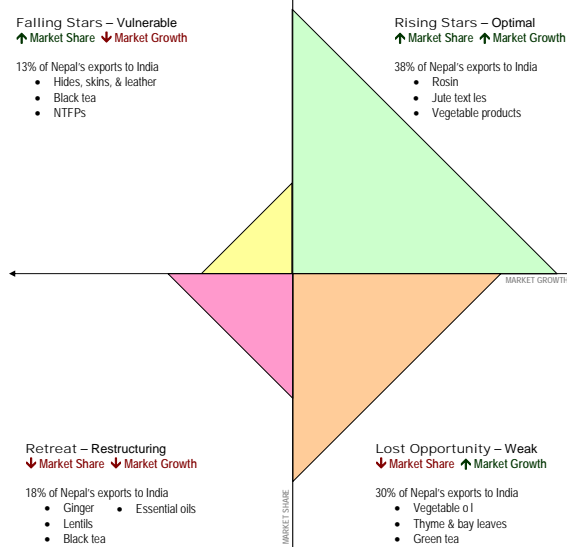 Falling Stars – Vulnerable
Market Share Market Growth
13% of Nepal's exports to India
• Hides, skins, & leather
• Black tea
• NTFPs
Rising Stars – Optimal
Market Share Market Growth
38% of Nepal's exports to India
• Rosin
• Jute text les
• Vegetable products
MARKET GROWTH
Retreat – Restructuring
Market Share Market Growth
18% of Nepal's exports to India
• Ginger • Essential oils
• Lentils
• Black tea
MARKET SHARE
Lost Opportunity – Weak
Market Share Market Growth
30% of Nepal's exports to India
• Vegetable o l
• Thyme & bay leaves
• Green tea